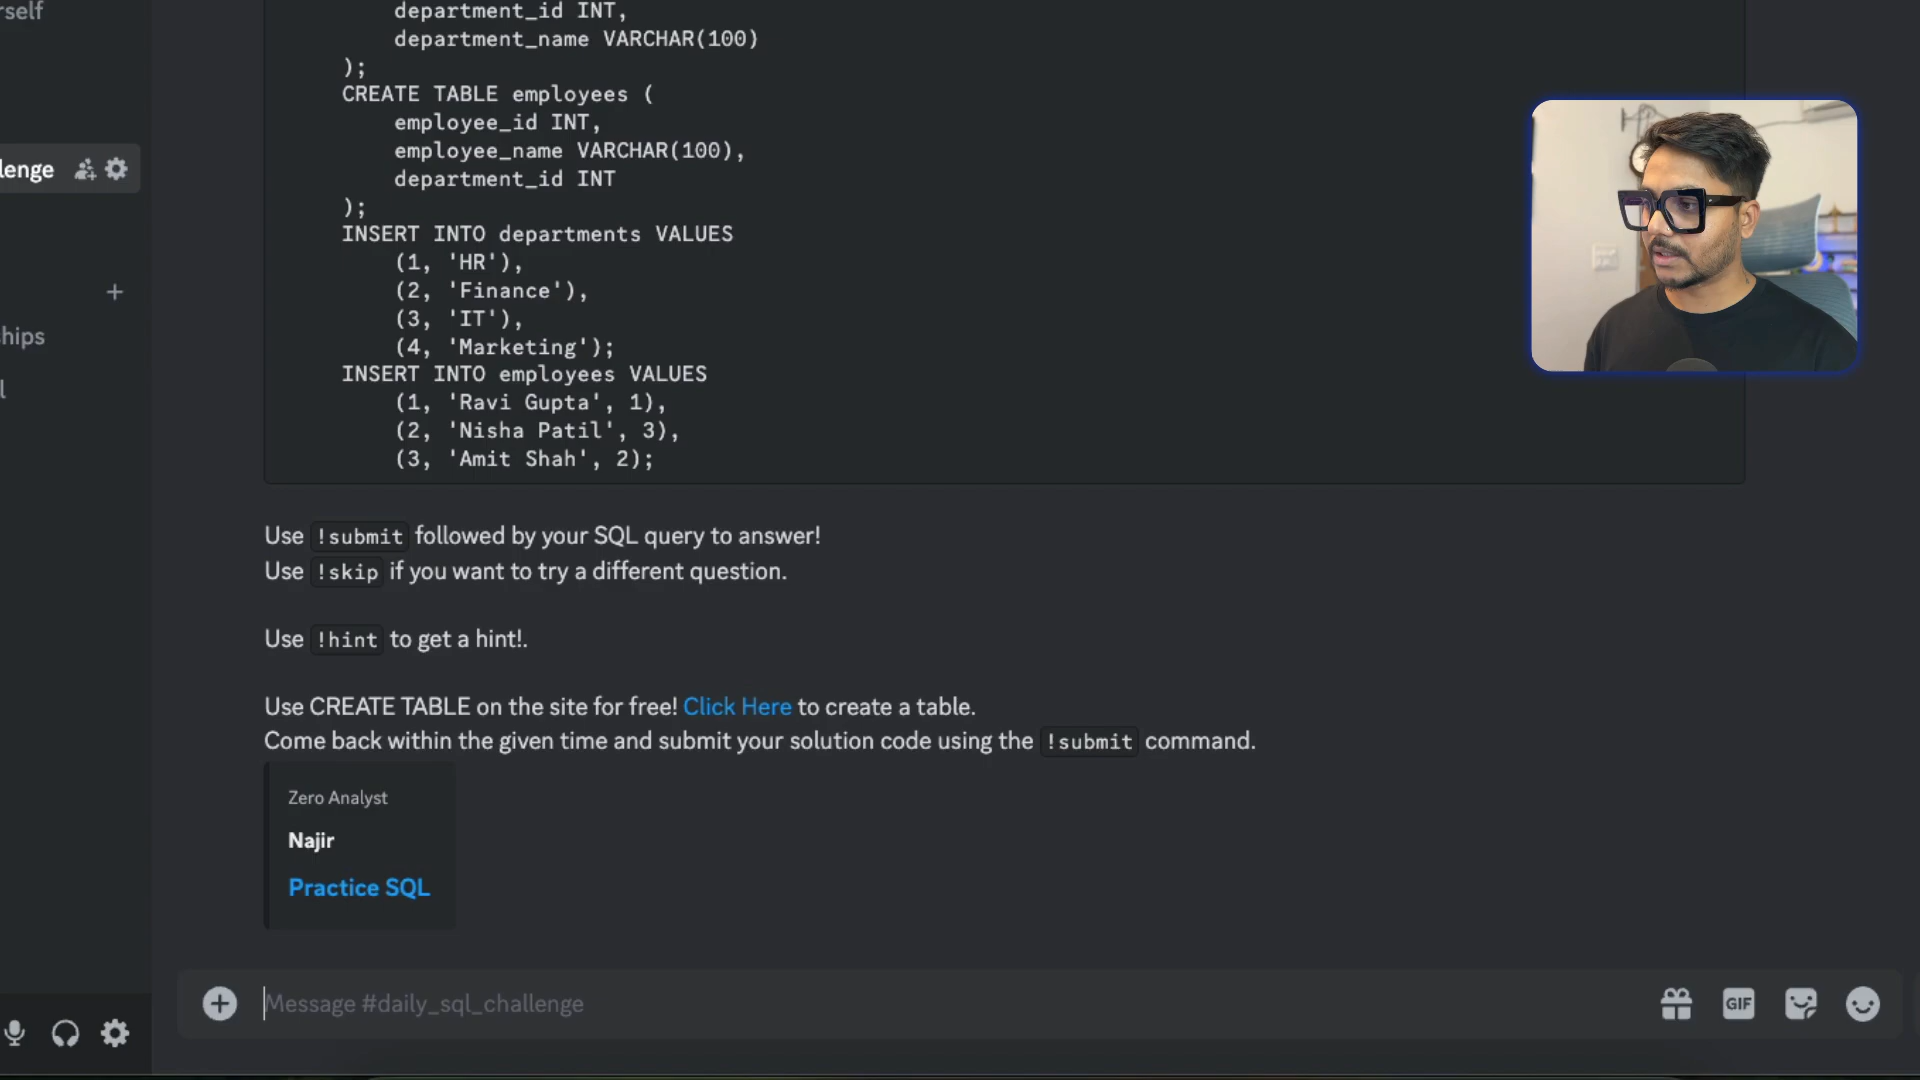 rself
department_id INT,
department_name VARCHAR(100)
);
CREATE TABLE employees (
employee_id INT,
employee_name VARCHAR(100),
department_id INT
);
INSERT INTO departments VALUES
(1, 'HR'),
(2, 'Finance'),
(3, 'IT'),
(4, 'Marketing');
INSERT INTO employees VALUES
(1, 'Ravi Gupta', 1),
(2, 'Nisha Patil', 3),
(3, 'Amit Shah', 2);
lenge
hips
l
Use !submit followed by your SQL query to answer!
Use !skip if you want to try a different question.
Use !hint to get a hint!.
Use CREATE TABLE on the site for free! Click Here to create a table.
Come back within the given time and submit your solution code using the !submit command.
Zero Analyst
Najir
Practice SQL
Message #daily_sql_challenge
GIF